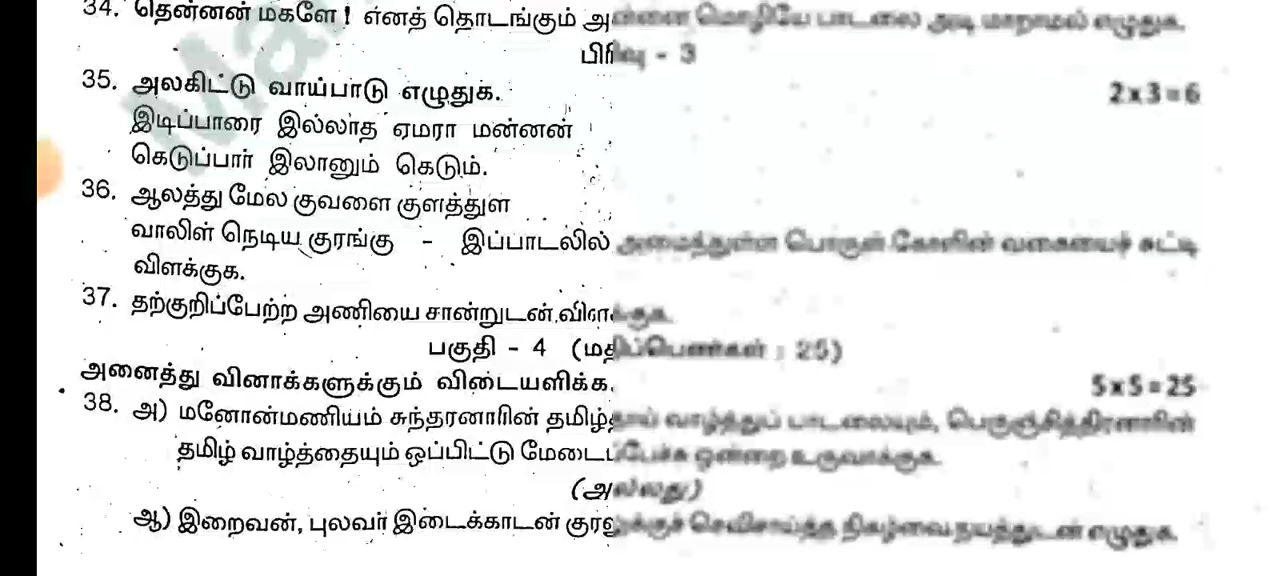 34. தென்னன் மகளே! எனத் தொடங்கும் அன்னை மொழியே பாடலை அடி மாறாமல் எழுதுக.
பிரிவு - 3
35. அலகிட்டு வாய்பாடு எழுதுக. 2x3=6
இடிப்பாரை இல்லாத ஏமரா மன்னன்
கெடுப்பார் இலானும் கெடும்.
36. ஆலத்து மேல குவளை குளத்துள
வாலிள் நெடிய குரங்கு - இப்பாடலில் அமைத்துள்ள பொருள் கோளின் வகையைச் சுட்டி
விளக்குக.
37. தற்குறிப்பேற்ற அணியை சான்றுடன் விளக்குக.
பகுதி - 4 (மதிப்பெண்கள் : 25)
அனைத்து வினாக்களுக்கும் விடையளிக்க. 5x5=25
38. அ) மனோன்மணியம் சுந்தரனாரின் தமிழ்தாய் வாழ்த்துப் பாடலையும், பெருஞ்சித்திரனாரின்
தமிழ் வாழ்த்தையும் ஒப்பிட்டு மேடைப்பேச்சு ஒன்றை உருவாக்குக.
(அல்லது)
ஆ) இறைவன், புலவர் இடைக்காடன் குரலுக்குச் செவிசாய்த்த நிகழ்வை நயத்துடன் எழுதுக.